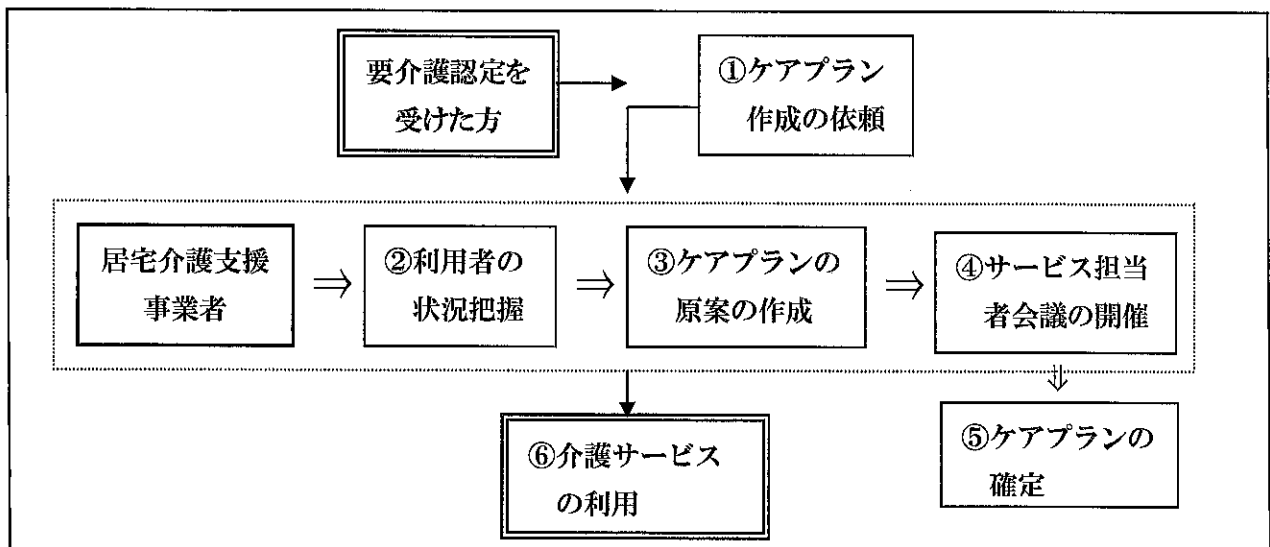 要介護認定を
受けた方
①ケアプラン
作成の依頼
居宅介護支援
事業者
②利用者の
状況把握
③ケアプランの
原案の作成
④サービス担当
者会議の開催
⑤ケアプランの
確定
⑥介護サービス
の利用